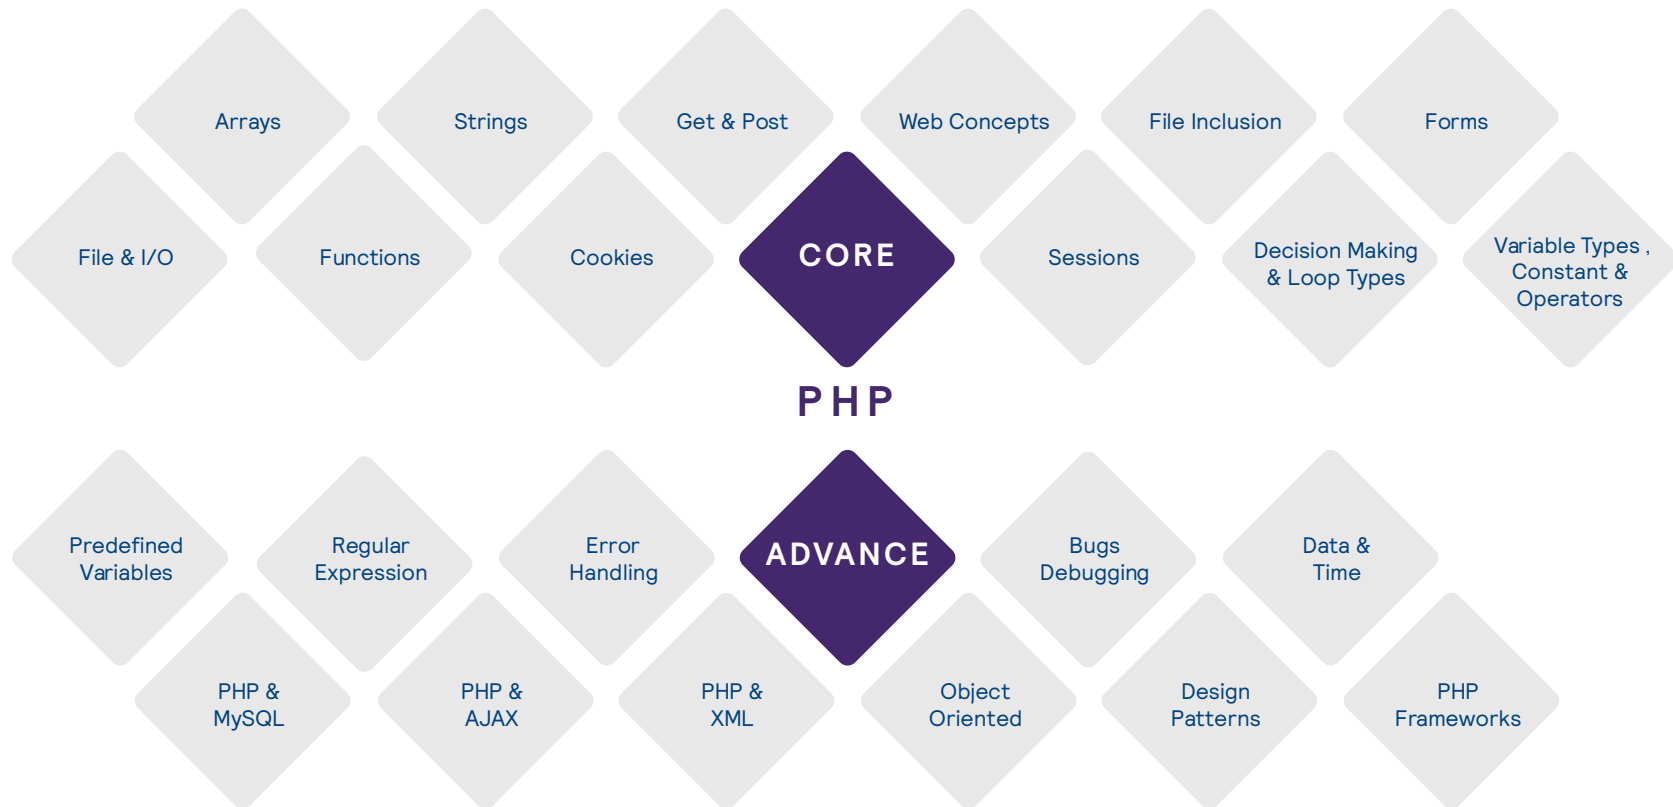 Arrays
Strings
Get & Post
Web Concepts
File Inclusion
Forms
File & I/O
Functions
Cookies
CORE
Sessions
Decision Making
& Loop Types
Variable Types ,
Constant &
Operators
PHP
Predefined
Variables
Regular
Expression
Error
Handling
ADVANCE
Bugs
Debugging
Data &
Time
PHP &
MySQL
PHP &
AJAX
PHP &
XML
Object
Oriented
Design
Patterns
PHP
Frameworks